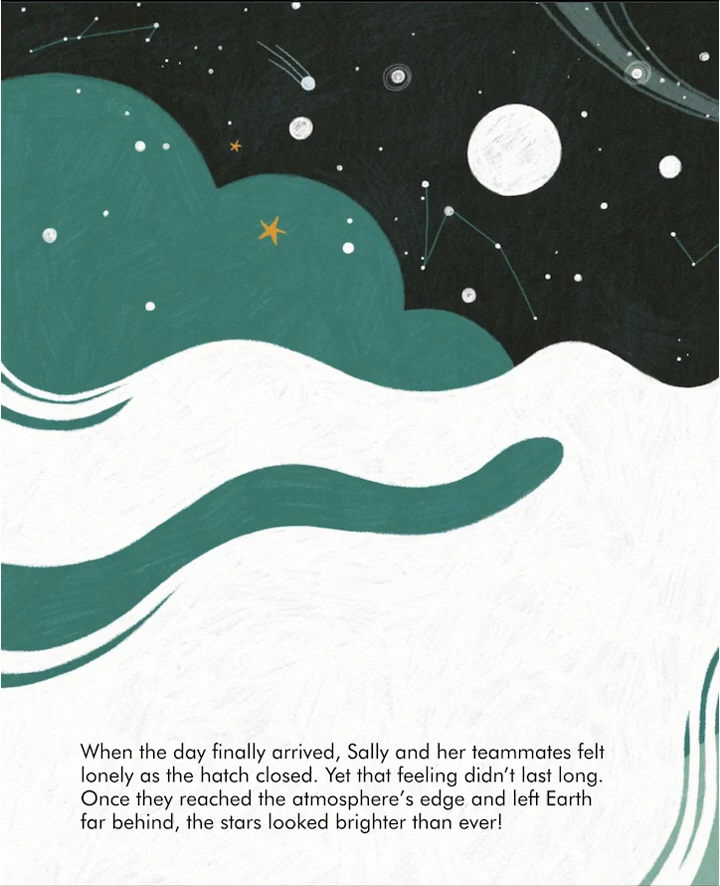 When the day finally arrived, Sally and her teammates felt
lonely as the hatch closed. Yet that feeling didn’t last long.
Once they reached the atmosphere’s edge and left Earth
far behind, the stars looked brighter than ever!